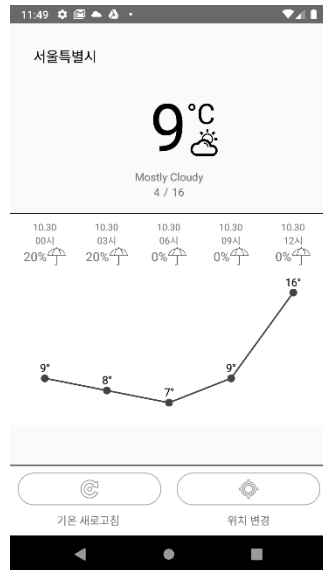 11:49
서울특별시
9°C
Mostly Cloudy
4 / 16
10.30 10.30 10.30 10.30 10.30
00시 03시 06시 09시 12시
20% 20% 0% 0% 0%
16°
9° 8° 7° 9°
기온 새로고침 위치 변경